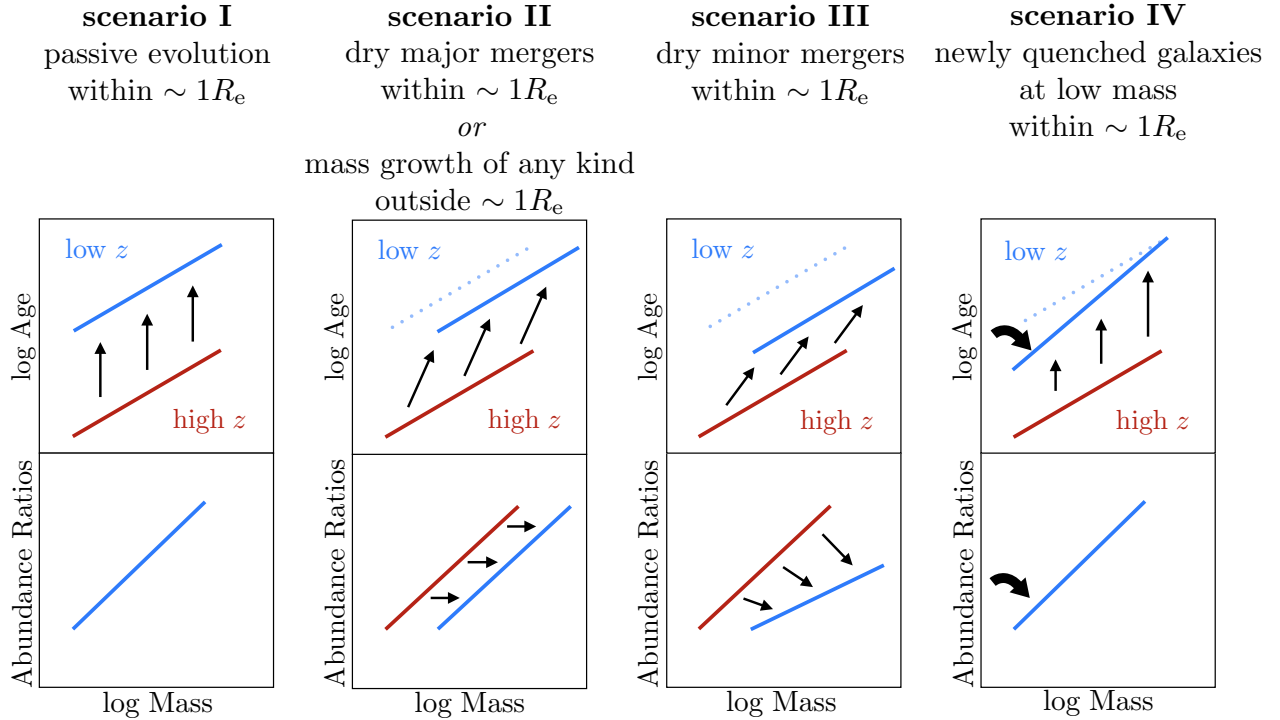 scenario I
passive evolution
within ∼ 1Re
scenario II
dry major mergers
within ∼ 1Re
or
mass growth of any kind
outside ∼ 1Re
scenario III
dry minor mergers
within ∼ 1Re
scenario IV
newly quenched galaxies
at low mass
within ∼ 1Re
log Age
low z
high z
Abundance Ratios
log Mass
log Age
low z
high z
Abundance Ratios
log Mass
log Age
low z
high z
Abundance Ratios
log Mass
log Age
low z
high z
Abundance Ratios
log Mass